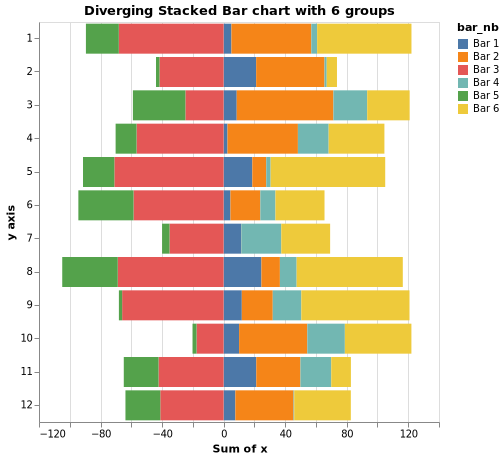 Diverging Stacked Bar chart with 6 groups
bar_nb
Bar 1
Bar 2
Bar 3
Bar 4
Bar 5
Bar 6
y axis
1
2
3
4
5
6
7
8
9
10
11
12
−120 −80 −40 0 40 80 120
Sum of x